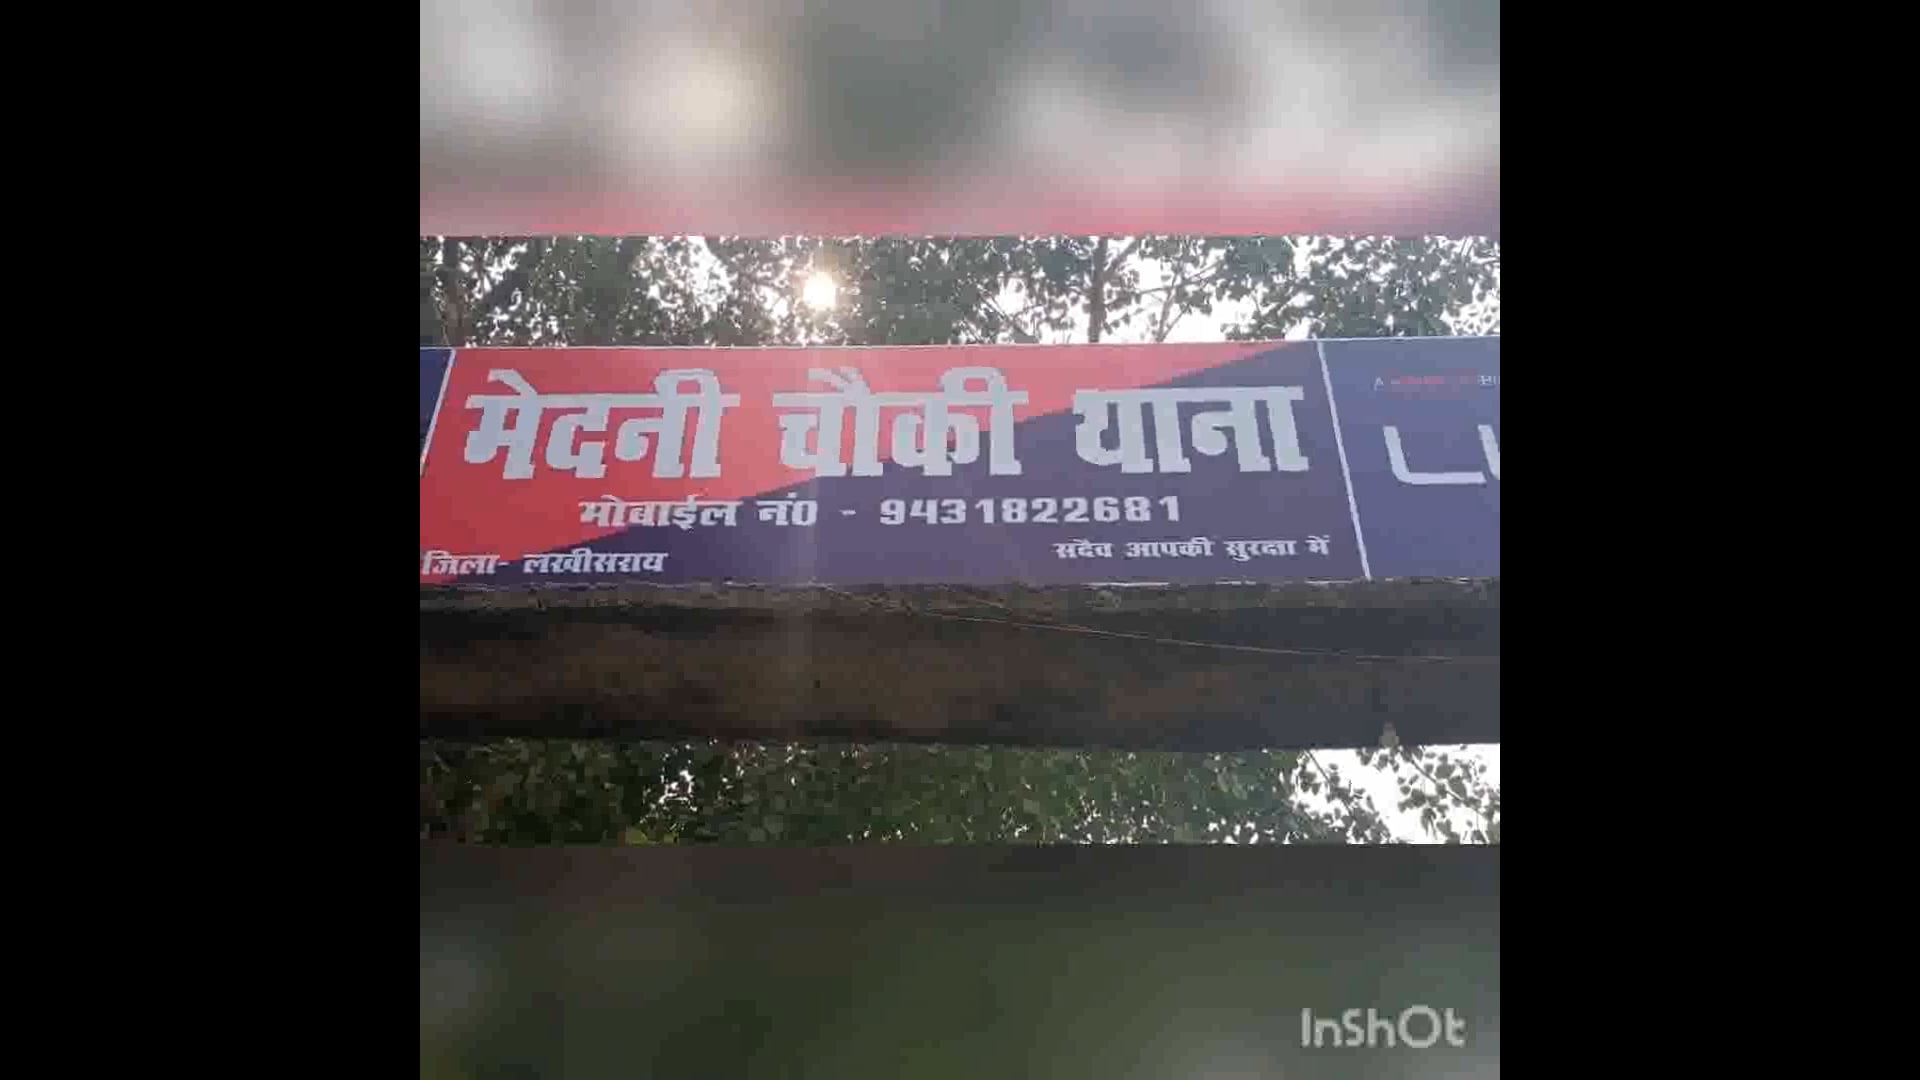 मेदनी चौकी थाना
मोबाईल नं0 - 9431822681
जिला- लखीसराय
सदैव आपकी सुरक्षा में
InShOt